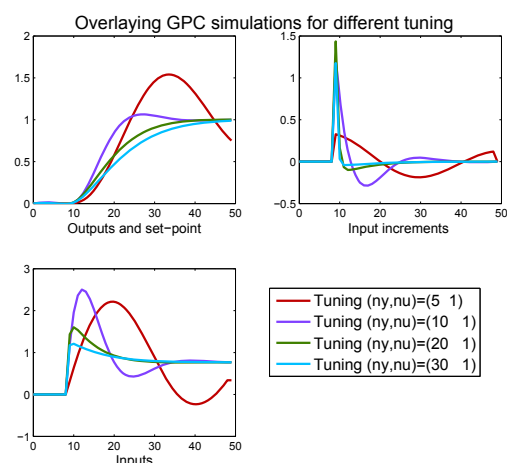 Overlaying GPC simulations for different tuning
2
1.5
1
0.5
0
0 10 20 30 40 50
Outputs and set−point
1.5
1
0.5
0
−0.5
0 10 20 30 40 50
Input increments
3
2
1
0
−1
0 10 20 30 40 50
Inputs
Tuning (ny,nu)=(5 1)
Tuning (ny,nu)=(10 1)
Tuning (ny,nu)=(20 1)
Tuning (ny,nu)=(30 1)